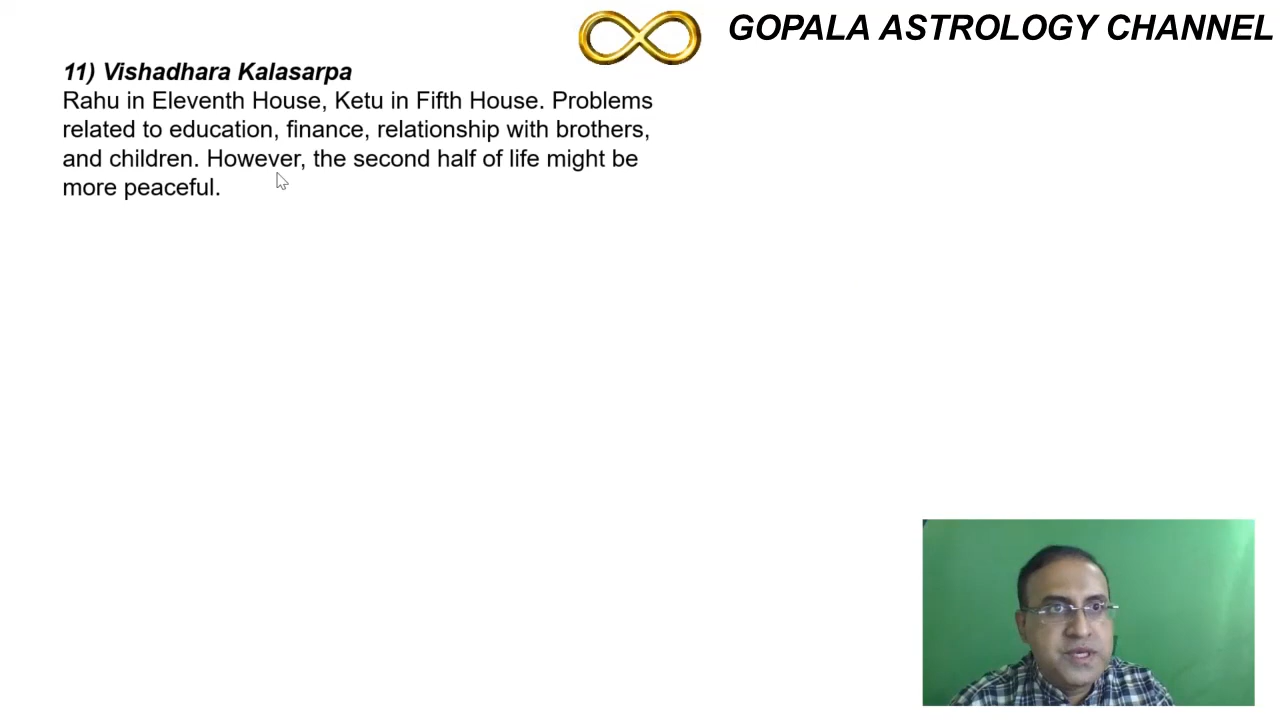 GOPALA ASTROLOGY CHANNEL
11) Vishadhara Kalasarpa
Rahu in Eleventh House, Ketu in Fifth House. Problems
related to education, finance, relationship with brothers,
and children. However, the second half of life might be
more peaceful.